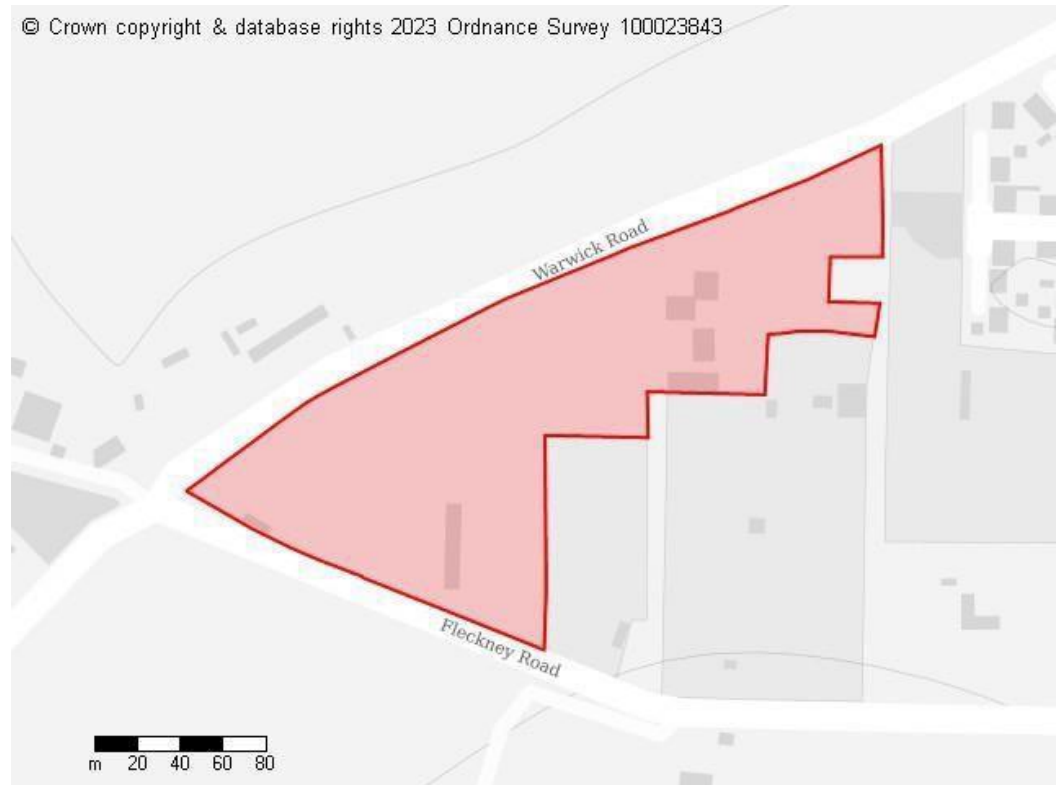 © Crown copyright & database rights 2023 Ordnance Survey 100023843
Warwick Road
Fleckney Road
m 20 40 60 80